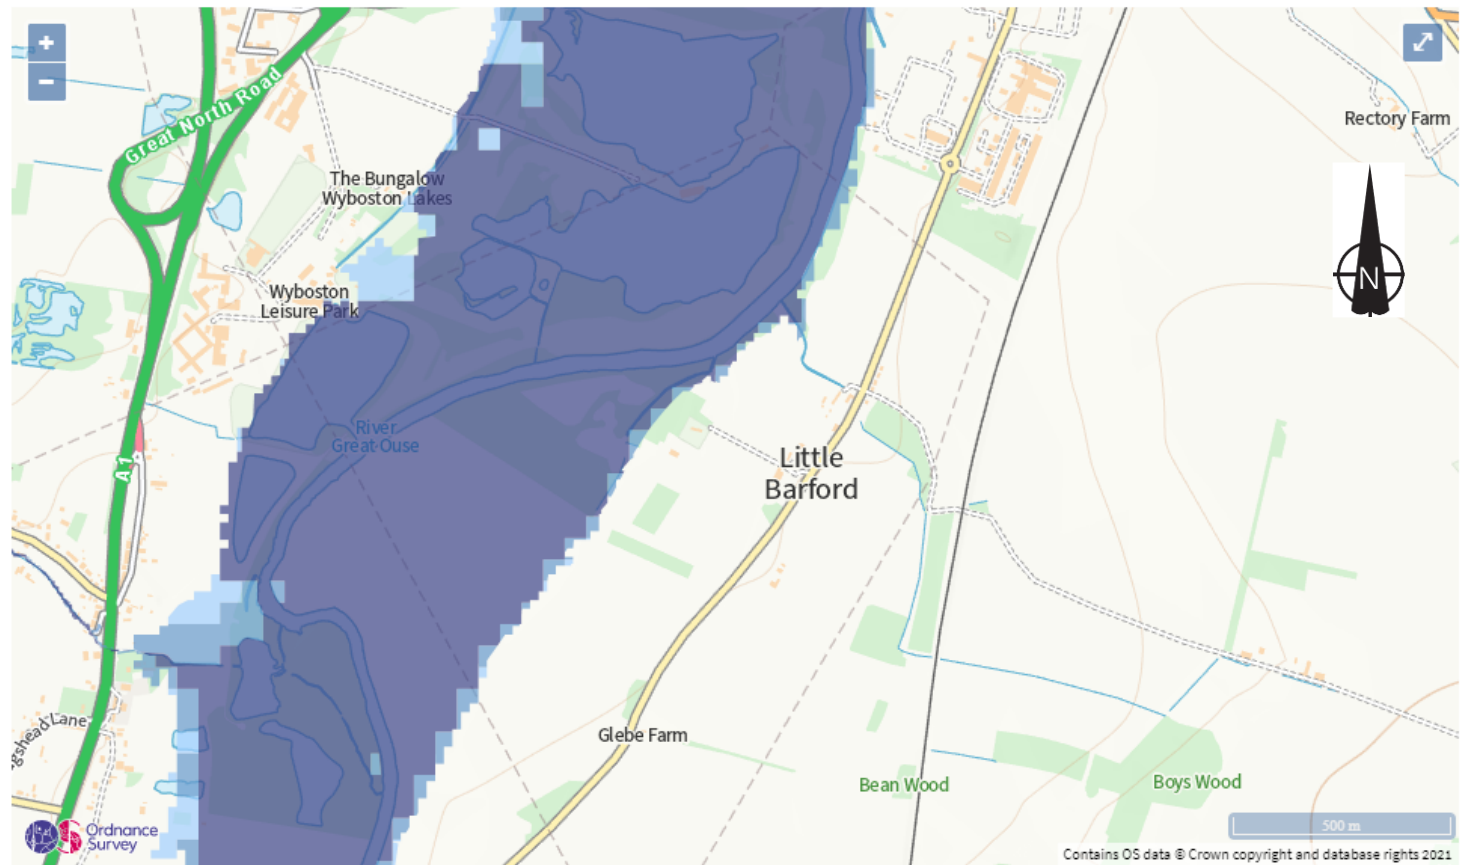 +
−
Great North Road
Rectory Farm
The Bungalow
Wyboston Lakes
N
Wyboston
Leisure Park
River
Great Ouse
A1
Little
Barford
gshead Lane
Glebe Farm
Bean Wood
Boys Wood
Ordnance
Survey
500 m
Contains OS data © Crown copyright and database rights 2021